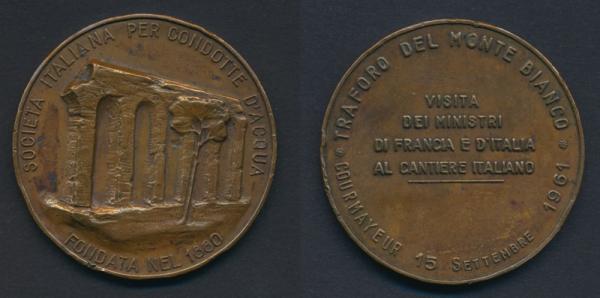 SOCIETÀ ITALIANA PER CONDOTTE D'ACQUA
FONDATA NEL 1880
* TRAFORO DEL MONTE BIANCO *
VISITA
DEI MINISTRI
DI FRANCIA E D'ITALIA
AL CANTIERE ITALIANO
COURMAYEUR 15 SETTEMBRE 1961